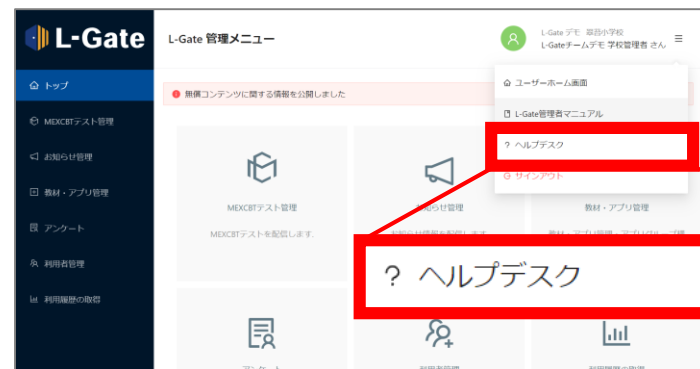 L-Gate
L-Gate 管理メニュー
L-Gate デモ 翠陵小学校
L-Gateチームデモ 学校管理者 さん
トップ
MEXCBTテスト管理
お知らせ管理
教材・アプリ管理
アンケート
利用者管理
利用履歴の取得
無償コンテンツに関する情報を公開しました
ユーザーホーム画面
L-Gate管理者マニュアル
? ヘルプデスク
サインアウト
MEXCBTテスト管理
MEXCBTテストを配信します.
お知らせ管理
教材・アプリ管理
? ヘルプデスク